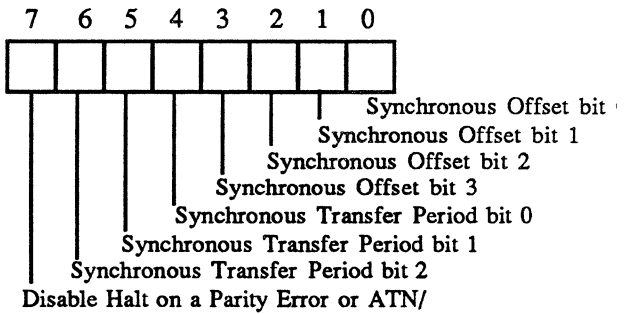 7 6 5 4 3 2 1 0
Synchronous Offset bit
Synchronous Offset bit 1
Synchronous Offset bit 2
Synchronous Offset bit 3
Synchronous Transfer Period bit 0
Synchronous Transfer Period bit 1
Synchronous Transfer Period bit 2
Disable Halt on a Parity Error or ATN/